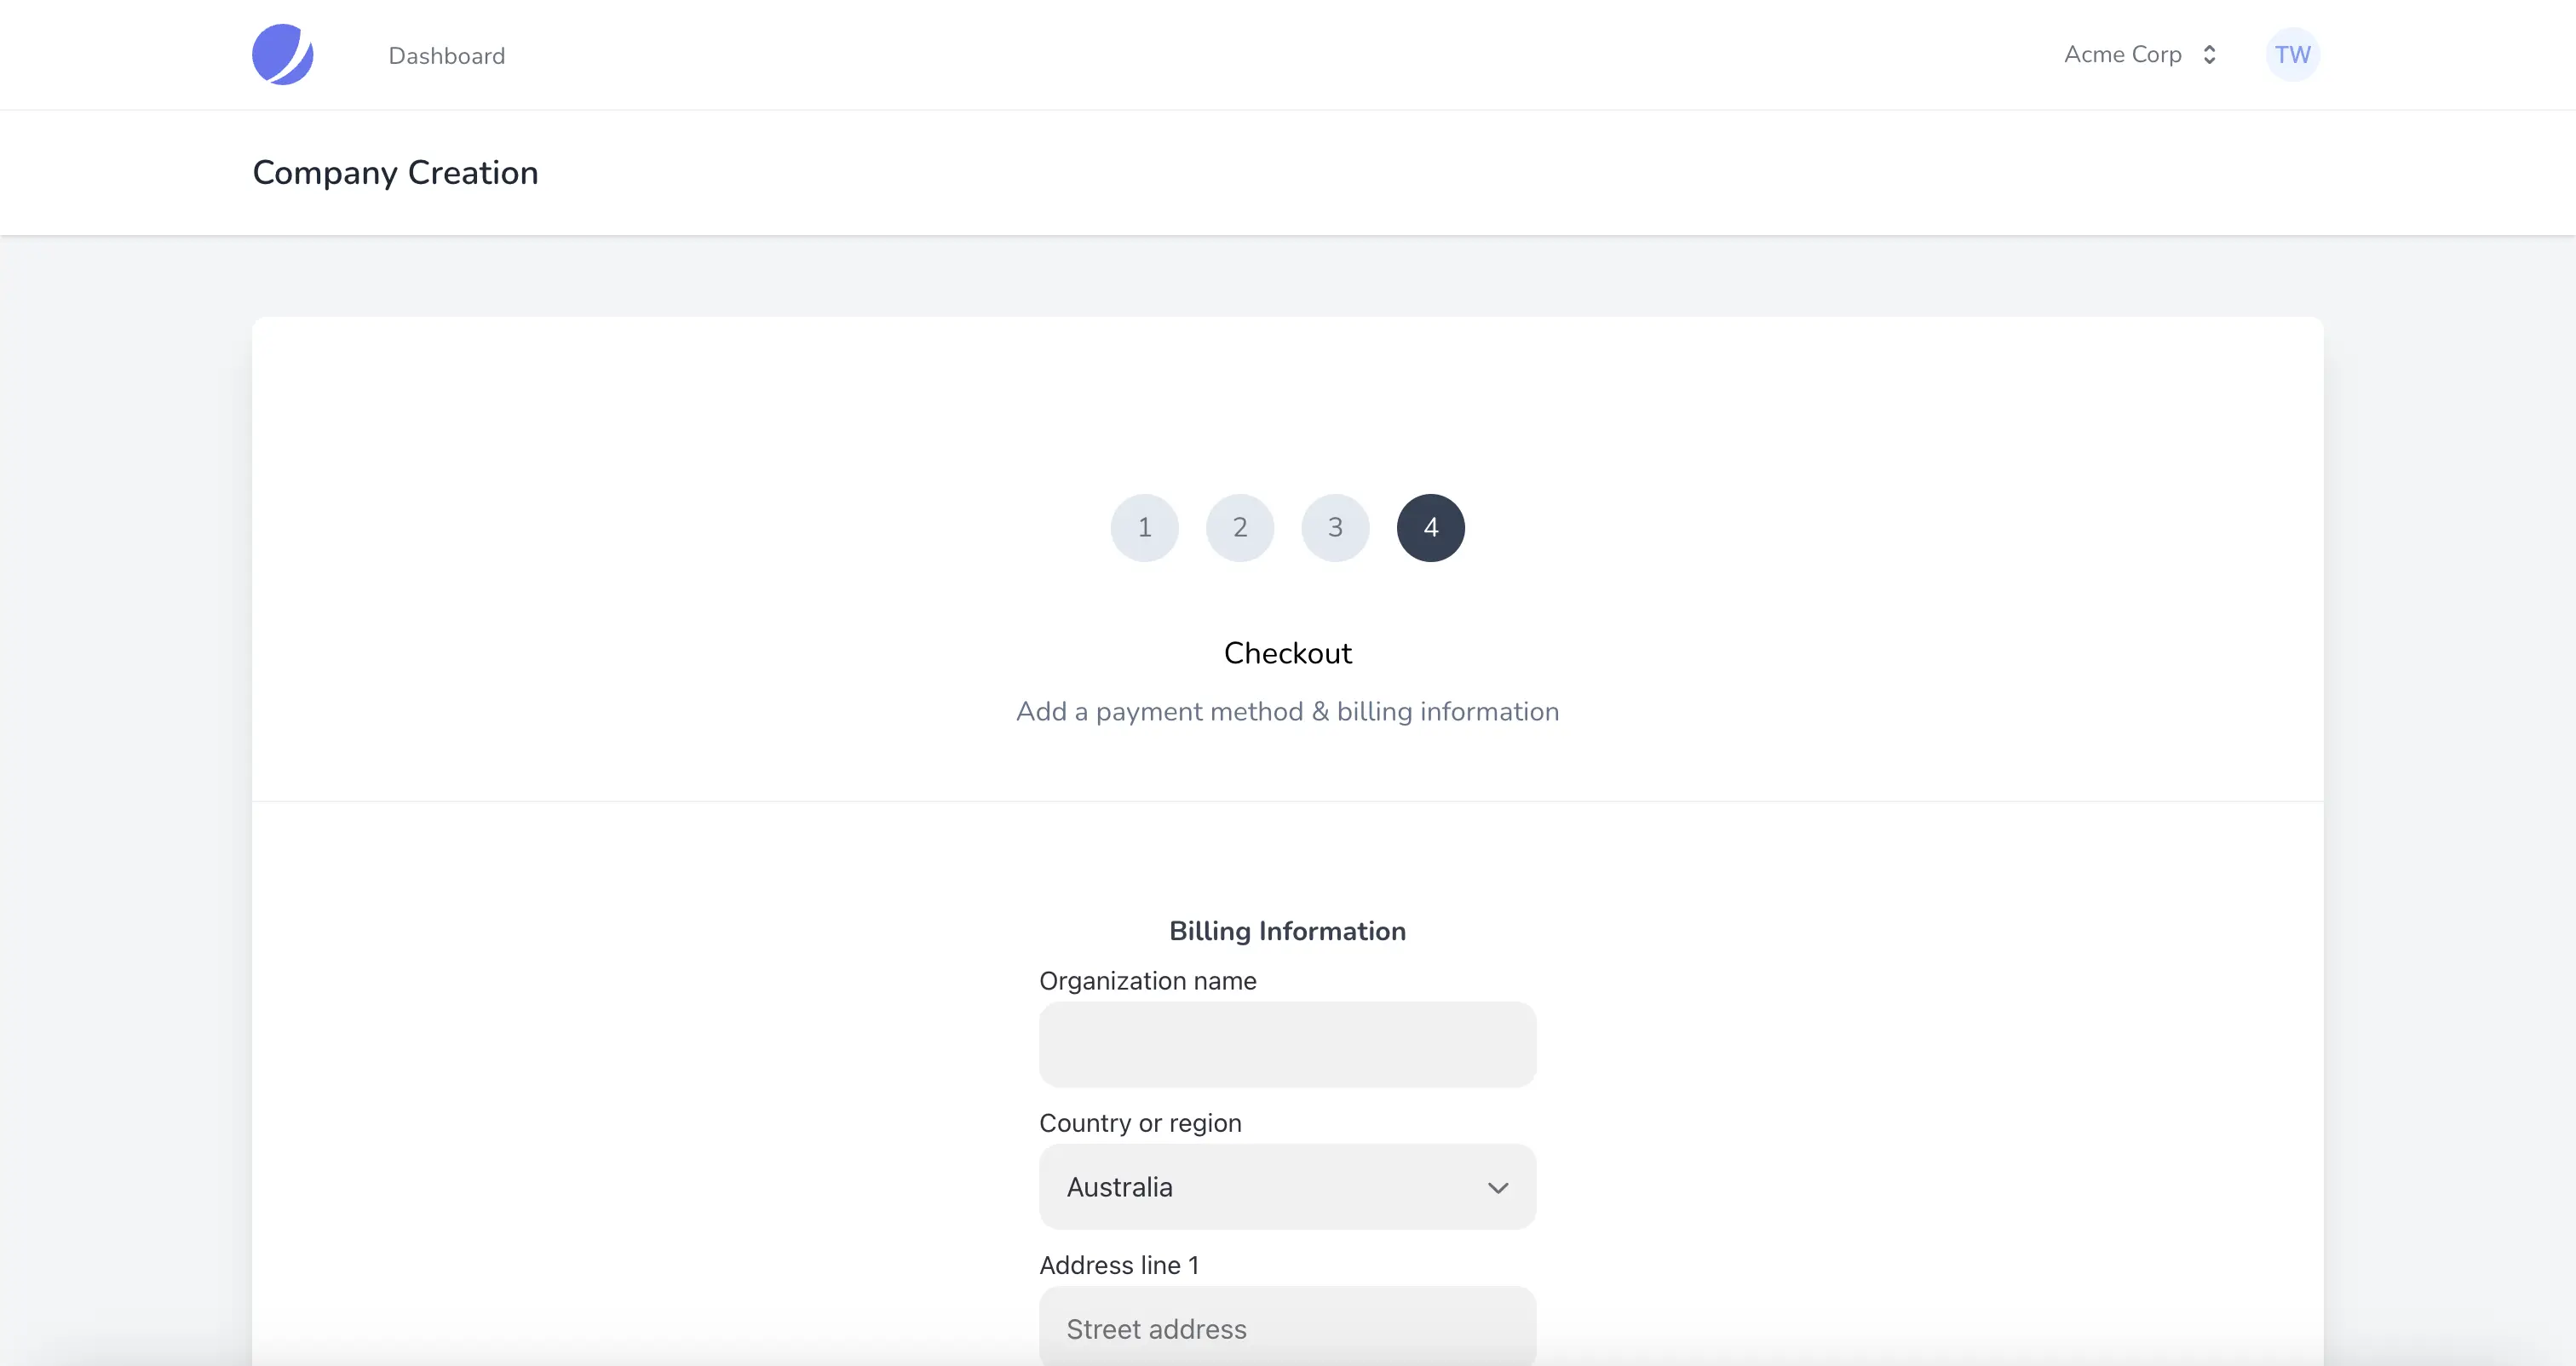 Dashboard
Acme Corp
TW
Company Creation
1 2 3 4
Checkout
Add a payment method & billing information
Billing Information
Organization name
Country or region
Australia
Address line 1
Street address